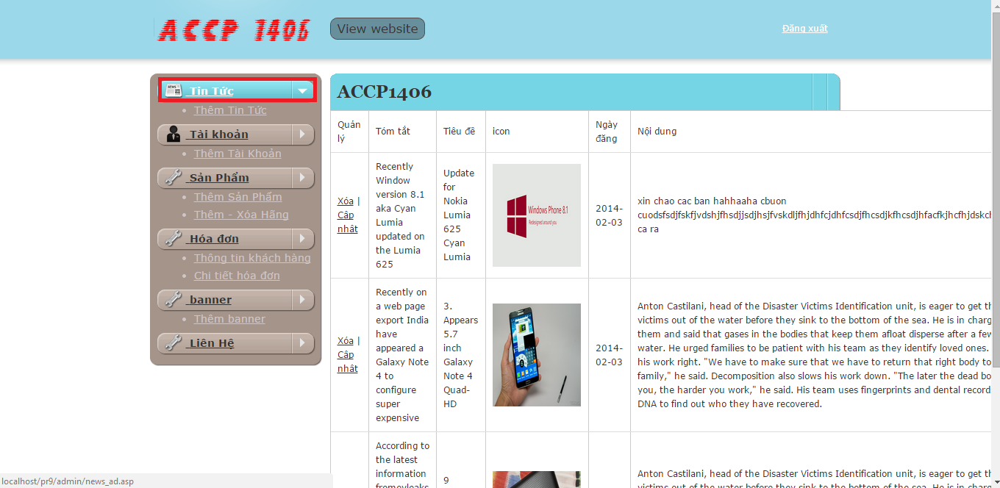 ACCP 1406
View website
Đăng xuất
Tin Tức
Thêm Tin Tức
Tài khoản
Thêm Tài Khoản
Sản Phẩm
Thêm Sản Phẩm
Thêm - Xóa Hãng
Hóa đơn
Thông tin khách hàng
Chi tiết hóa đơn
banner
Thêm banner
Liên Hệ
ACCP1406
Quản
lý
Tóm tắt
Tiêu đề
icon
Ngày
đăng
Nội dung
Xóa |
Cập
nhât
Recently
Window
version 8.1
aka Cyan
Lumia
updated on
the Lumia
625
Update
for
Nokia
Lumia
625
Cyan
Lumia
Windows Phone 8.1
Redesigned around you
2014-
02-03
xin chao cac ban hahhaaha cbuon
cuodsfsdjfskfjvdshjfhsdjjsdjhsjfvskdljfhjdhfcjdhfcsdjfhcsdjkfhcsdjhfacfkjhcfhjdskch
ca ra
Xóa |
Cập
nhât
Recently on
a web page
export India
have
appeared a
Galaxy Note
4 to
configure
super
expensive
3.
Appears
5.7
inch
Galaxy
Note 4
Quad-
HD
2014-
02-03
Anton Castilani, head of the Disaster Victims Identification unit, is eager to get th
victims out of the water before they sink to the bottom of the sea. He is in charg
them and said that gases in the bodies that keep them afloat disperse after a few
water. He urged families to be patient with his team as they identify loved ones.
his work right. "We have to make sure that we have to return that right body to
family," he said. Decomposition also slows his work down. "The later the dead bo
you, the harder you work," he said. His team uses fingerprints and dental record
DNA to find out who they have recovered.
According to
the latest
information
fromevleaks
9
Anton Castilani, head of the Disaster Victims Identification unit, is eager to get th
victims out of the water before they sink to the bottom of the sea. He is in charg
localhost/pr9/admin/news_ad.asp